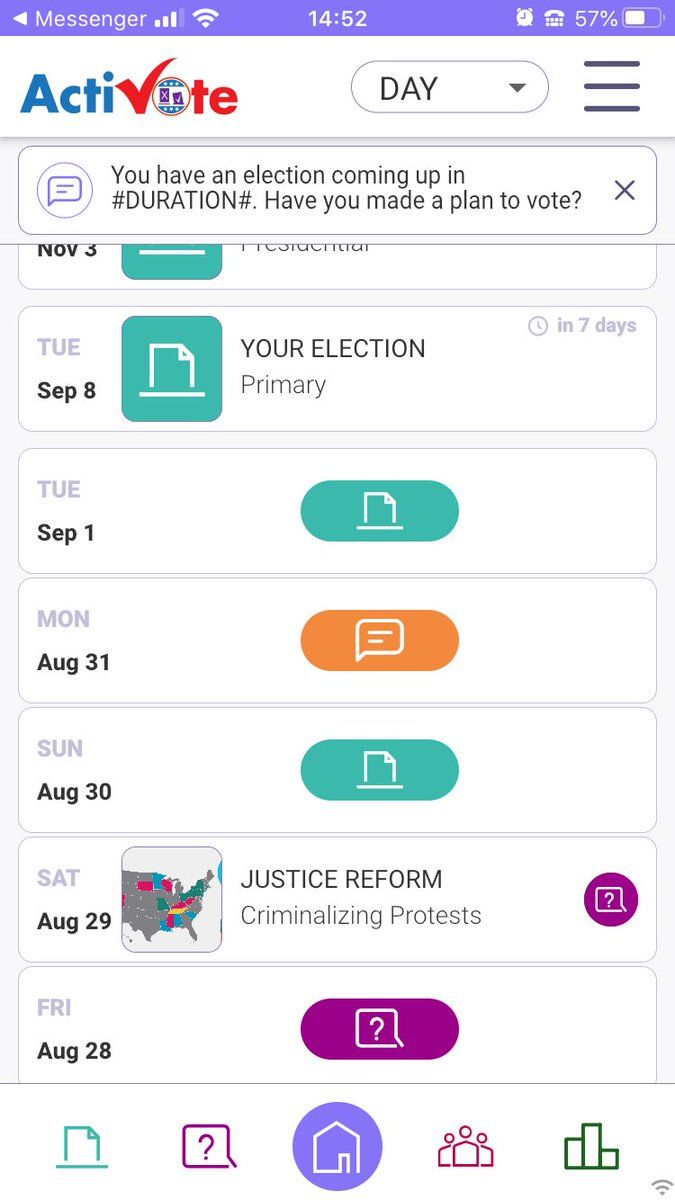 Messenger 14:52 57%
ActiVote DAY
You have an election coming up in
#DURATION#. Have you made a plan to vote?
Nov 3 Presidential
in 7 days
TUE
YOUR ELECTION
Sep 8
Primary
TUE
Sep 1
MON
Aug 31
SUN
Aug 30
SAT
JUSTICE REFORM
Aug 29
Criminalizing Protests
FRI
Aug 28